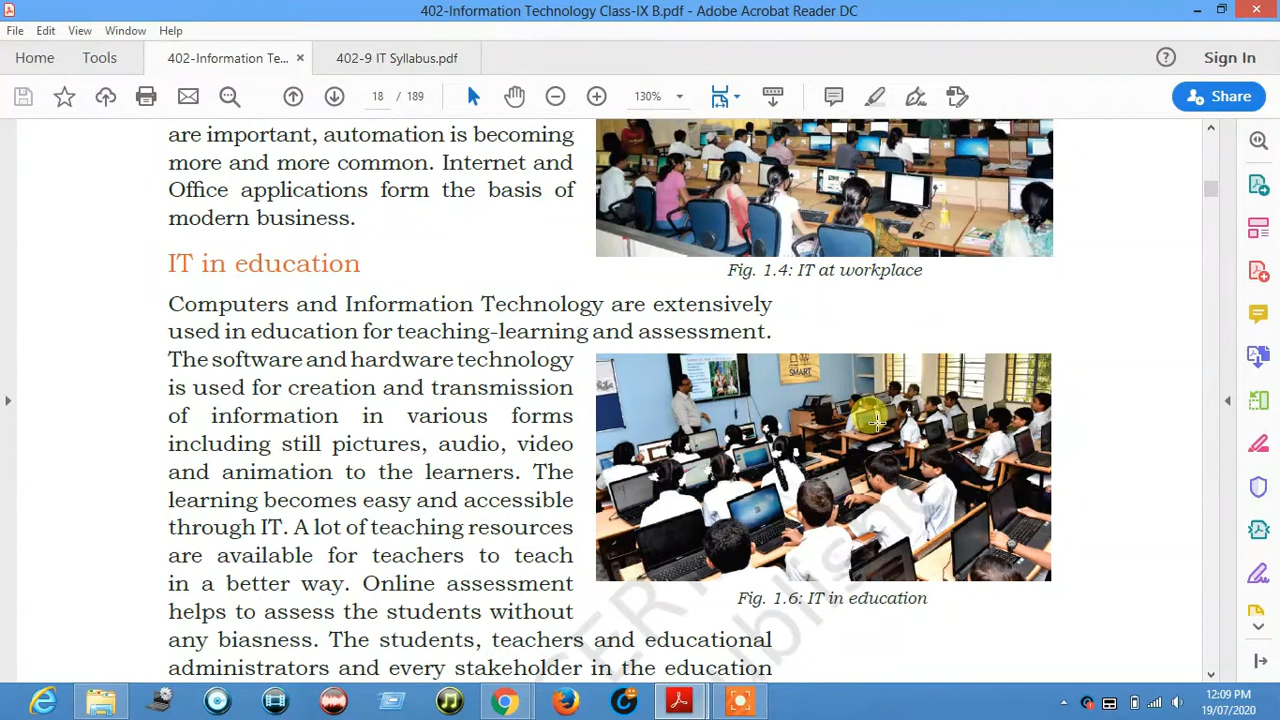 402-Information Technology Class-IX B.pdf - Adobe Acrobat Reader DC
File Edit View Window Help
Home Tools 402-Information Te... × 402-9 IT Syllabus.pdf ? Sign In
18 / 189 130% Share
are important, automation is becoming
more and more common. Internet and
Office applications form the basis of
modern business.
Fig. 1.4: IT at workplace
IT in education
Computers and Information Technology are extensively
used in education for teaching-learning and assessment.
The software and hardware technology
is used for creation and transmission
of information in various forms
including still pictures, audio, video
and animation to the learners. The
learning becomes easy and accessible
through IT. A lot of teaching resources
are available for teachers to teach
in a better way. Online assessment
helps to assess the students without
any biasness. The students, teachers and educational
administrators and every stakeholder in the education
SMART
Fig. 1.6: IT in education
12:09 PM
19/07/2020